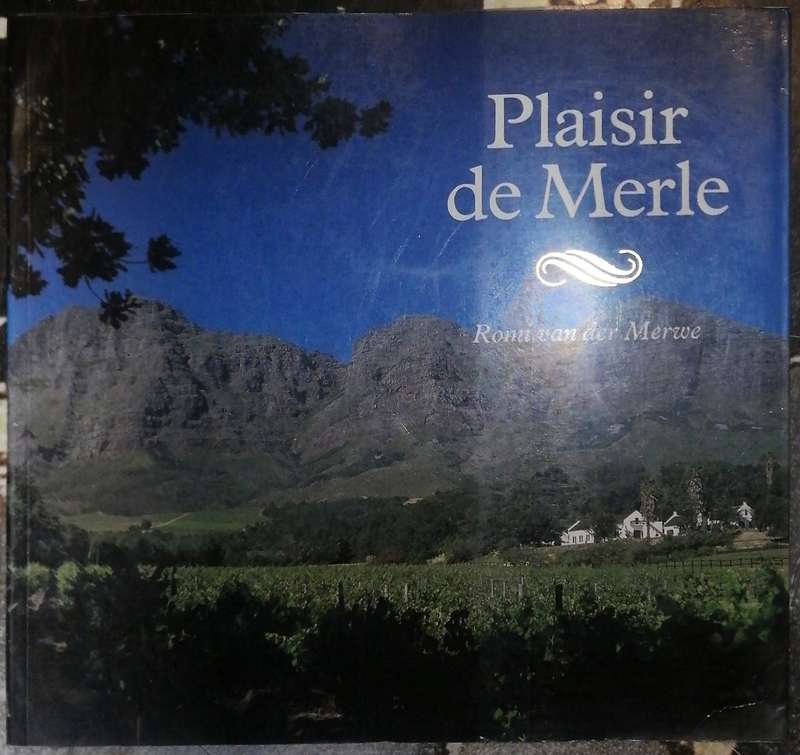 Plaisir
de Merle
Romi van der Merwe